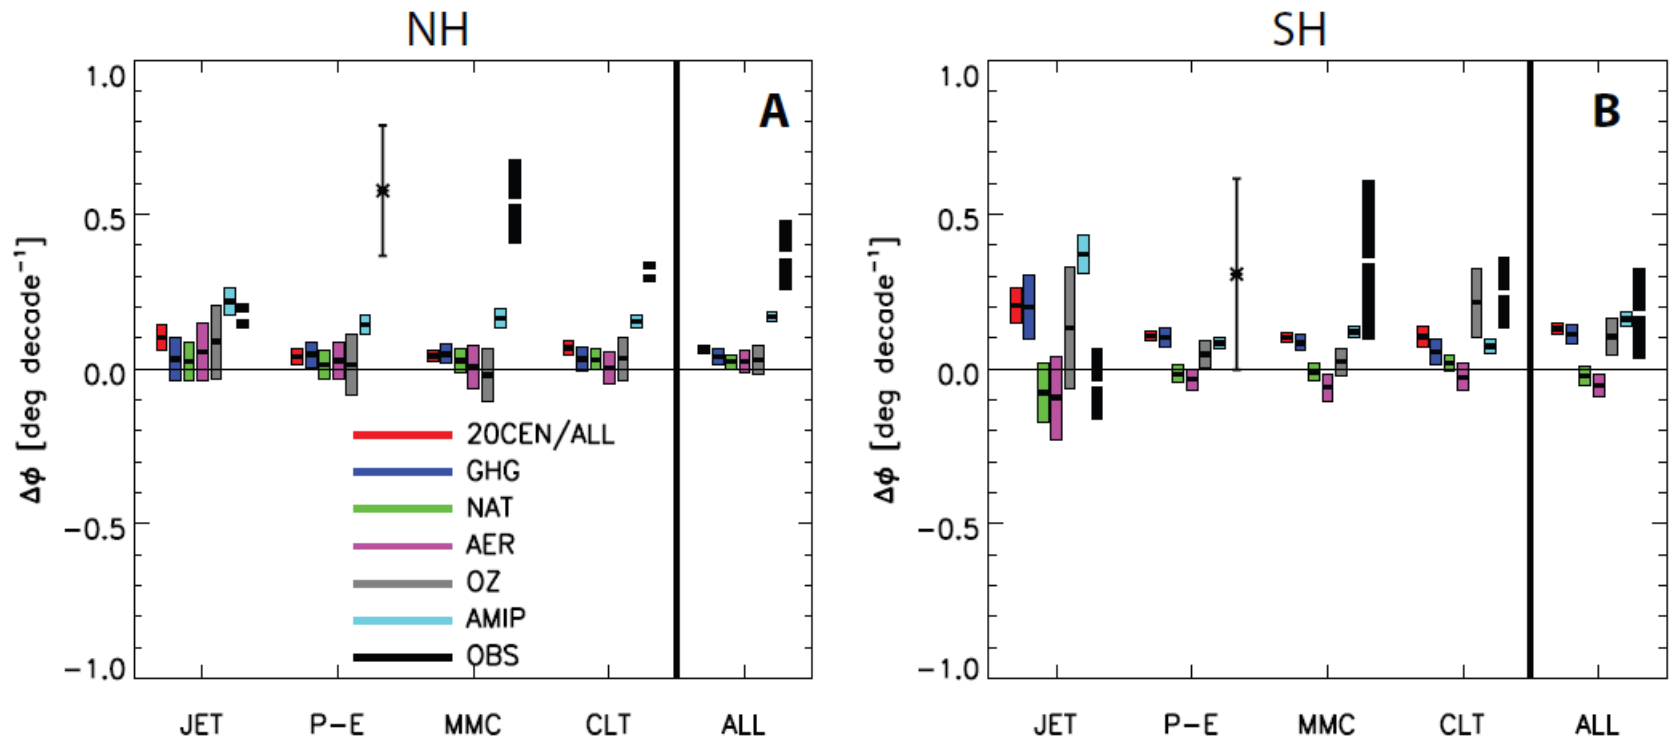 NH
A
1.0
0.5
0.0
−0.5
−1.0
Δϕ [deg decade⁻¹]
20CEN/ALL
GHG
NAT
AER
OZ
AMIP
OBS
JET P−E MMC CLT ALL
SH
B
1.0
0.5
0.0
−0.5
−1.0
Δϕ [deg decade⁻¹]
JET P−E MMC CLT ALL